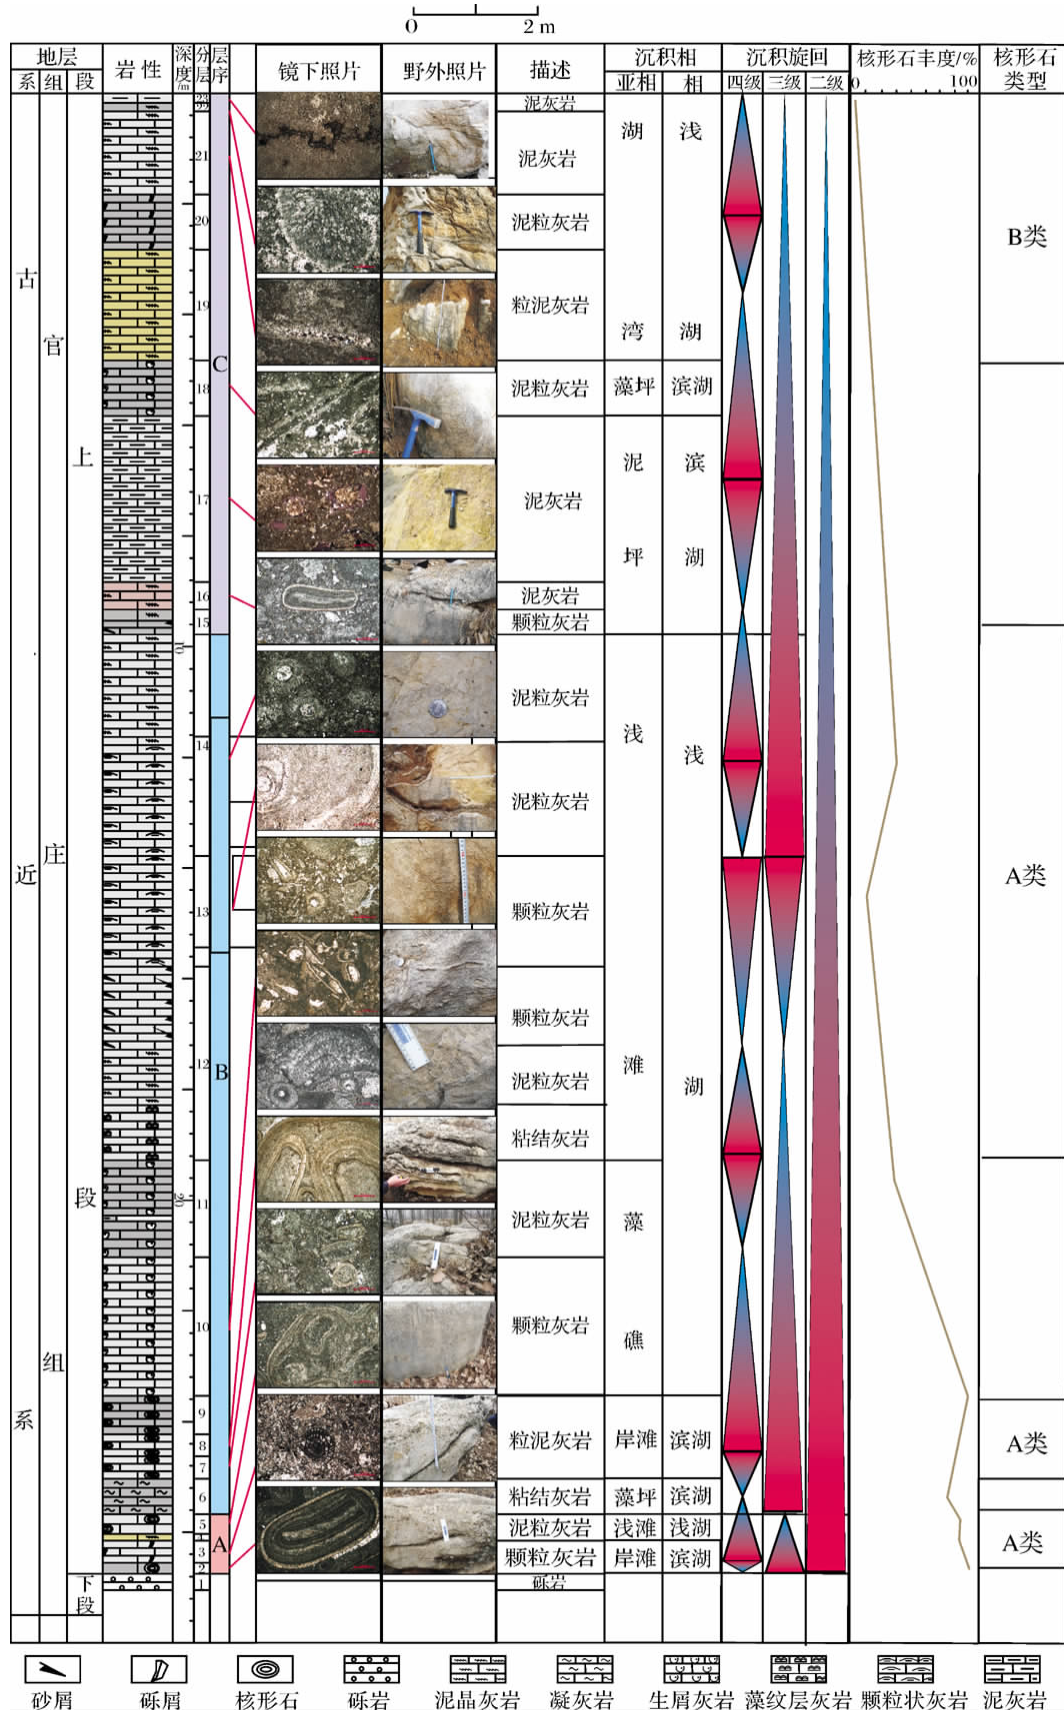 0 2 m
地层
系 组 段
岩性
深度/m
分层
层序
镜下照片
野外照片
描述
沉积相
亚相 相
沉积旋回
四级 三级 二级
核形石丰度/%
0 100
核形石
类型
古
近
系
官
庄
组
上
段
下
段
10
20
21
20
19
18
17
16
15
14
13
12
11
10
9
8
7
6
5
3
2
1
C
B
A
泥灰岩
泥灰岩
泥粒灰岩
粒泥灰岩
泥粒灰岩
泥灰岩
泥灰岩
颗粒灰岩
泥粒灰岩
泥粒灰岩
颗粒灰岩
颗粒灰岩
泥粒灰岩
粘结灰岩
泥粒灰岩
颗粒灰岩
粒泥灰岩
粘结灰岩
泥粒灰岩
颗粒灰岩
砾岩
湖 浅
湾 湖
藻坪 滨湖
泥 滨
坪 湖
浅 浅
滩 湖
藻
礁
岸滩 滨湖
藻坪 滨湖
浅滩 浅湖
岸滩 滨湖
B类
A类
A类
A类
砂屑 砾屑 核形石 砾岩 泥晶灰岩 凝灰岩 生屑灰岩 藻纹层灰岩 颗粒状灰岩 泥灰岩